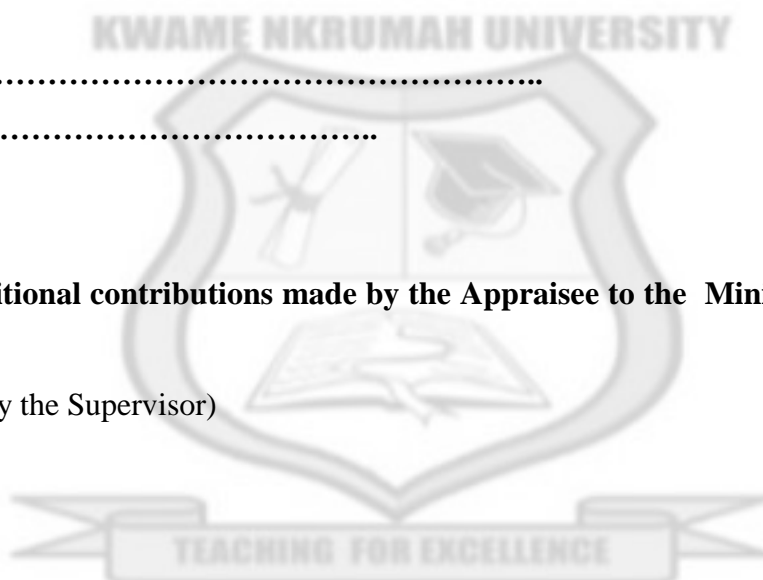 KWAME NKRUMAH UNIVERSITY
………………………………………………..
…………………………………..
itional contributions made by the Appraisee to the Mini
y the Supervisor)
TEACHING FOR EXCELLENCE